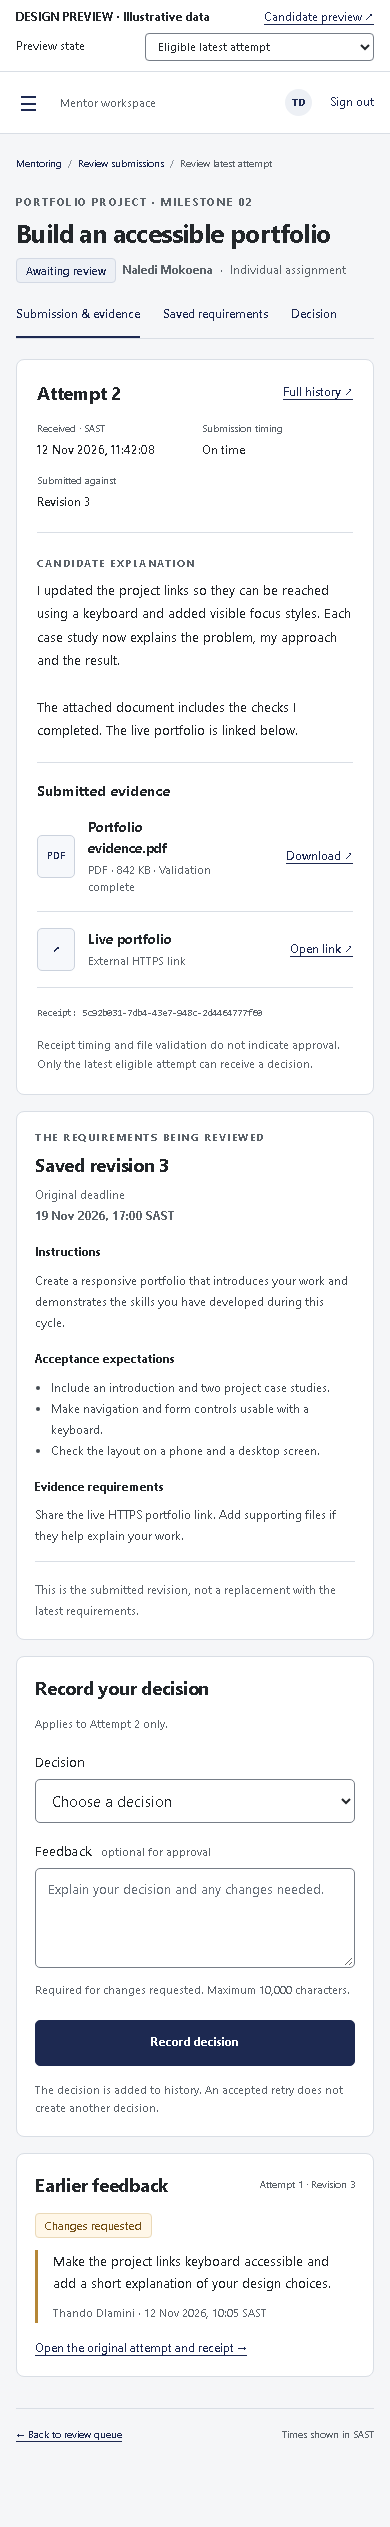 DESIGN PREVIEW · Illustrative data
Candidate preview ↗
Preview state
Eligible latest attempt
Mentor workspace
TD
Sign out
Mentoring / Review submissions / Review latest attempt
PORTFOLIO PROJECT · MILESTONE 02
Build an accessible portfolio
Awaiting review
Naledi Mokoena · Individual assignment
Submission & evidence
Saved requirements
Decision
Attempt 2
Full history ↗
Received · SAST
Submission timing
12 Nov 2026, 11:42:08
On time
Submitted against
Revision 3
CANDIDATE EXPLANATION
I updated the project links so they can be reached
using a keyboard and added visible focus styles. Each
case study now explains the problem, my approach
and the result.
The attached document includes the checks I
completed. The live portfolio is linked below.
Submitted evidence
PDF
Portfolio
evidence.pdf
PDF · 842 KB · Validation
complete
Download ↗
↗
Live portfolio
External HTTPS link
Open link ↗
Receipt: 5c92b031-7db4-43e7-948c-2d4464777f60
Receipt timing and file validation do not indicate approval.
Only the latest eligible attempt can receive a decision.
THE REQUIREMENTS BEING REVIEWED
Saved revision 3
Original deadline
19 Nov 2026, 17:00 SAST
Instructions
Create a responsive portfolio that introduces your work and
demonstrates the skills you have developed during this
cycle.
Acceptance expectations
• Include an introduction and two project case studies.
• Make navigation and form controls usable with a
keyboard.
• Check the layout on a phone and a desktop screen.
Evidence requirements
Share the live HTTPS portfolio link. Add supporting files if
they help explain your work.
This is the submitted revision, not a replacement with the
latest requirements.
Record your decision
Applies to Attempt 2 only.
Decision
Choose a decision
Feedback optional for approval
Explain your decision and any changes needed.
Required for changes requested. Maximum 10,000 characters.
Record decision
The decision is added to history. An accepted retry does not
create another decision.
Earlier feedback
Attempt 1 · Revision 3
Changes requested
Make the project links keyboard accessible and
add a short explanation of your design choices.
Thando Dlamini · 12 Nov 2026, 10:05 SAST
Open the original attempt and receipt →
← Back to review queue
Times shown in SAST